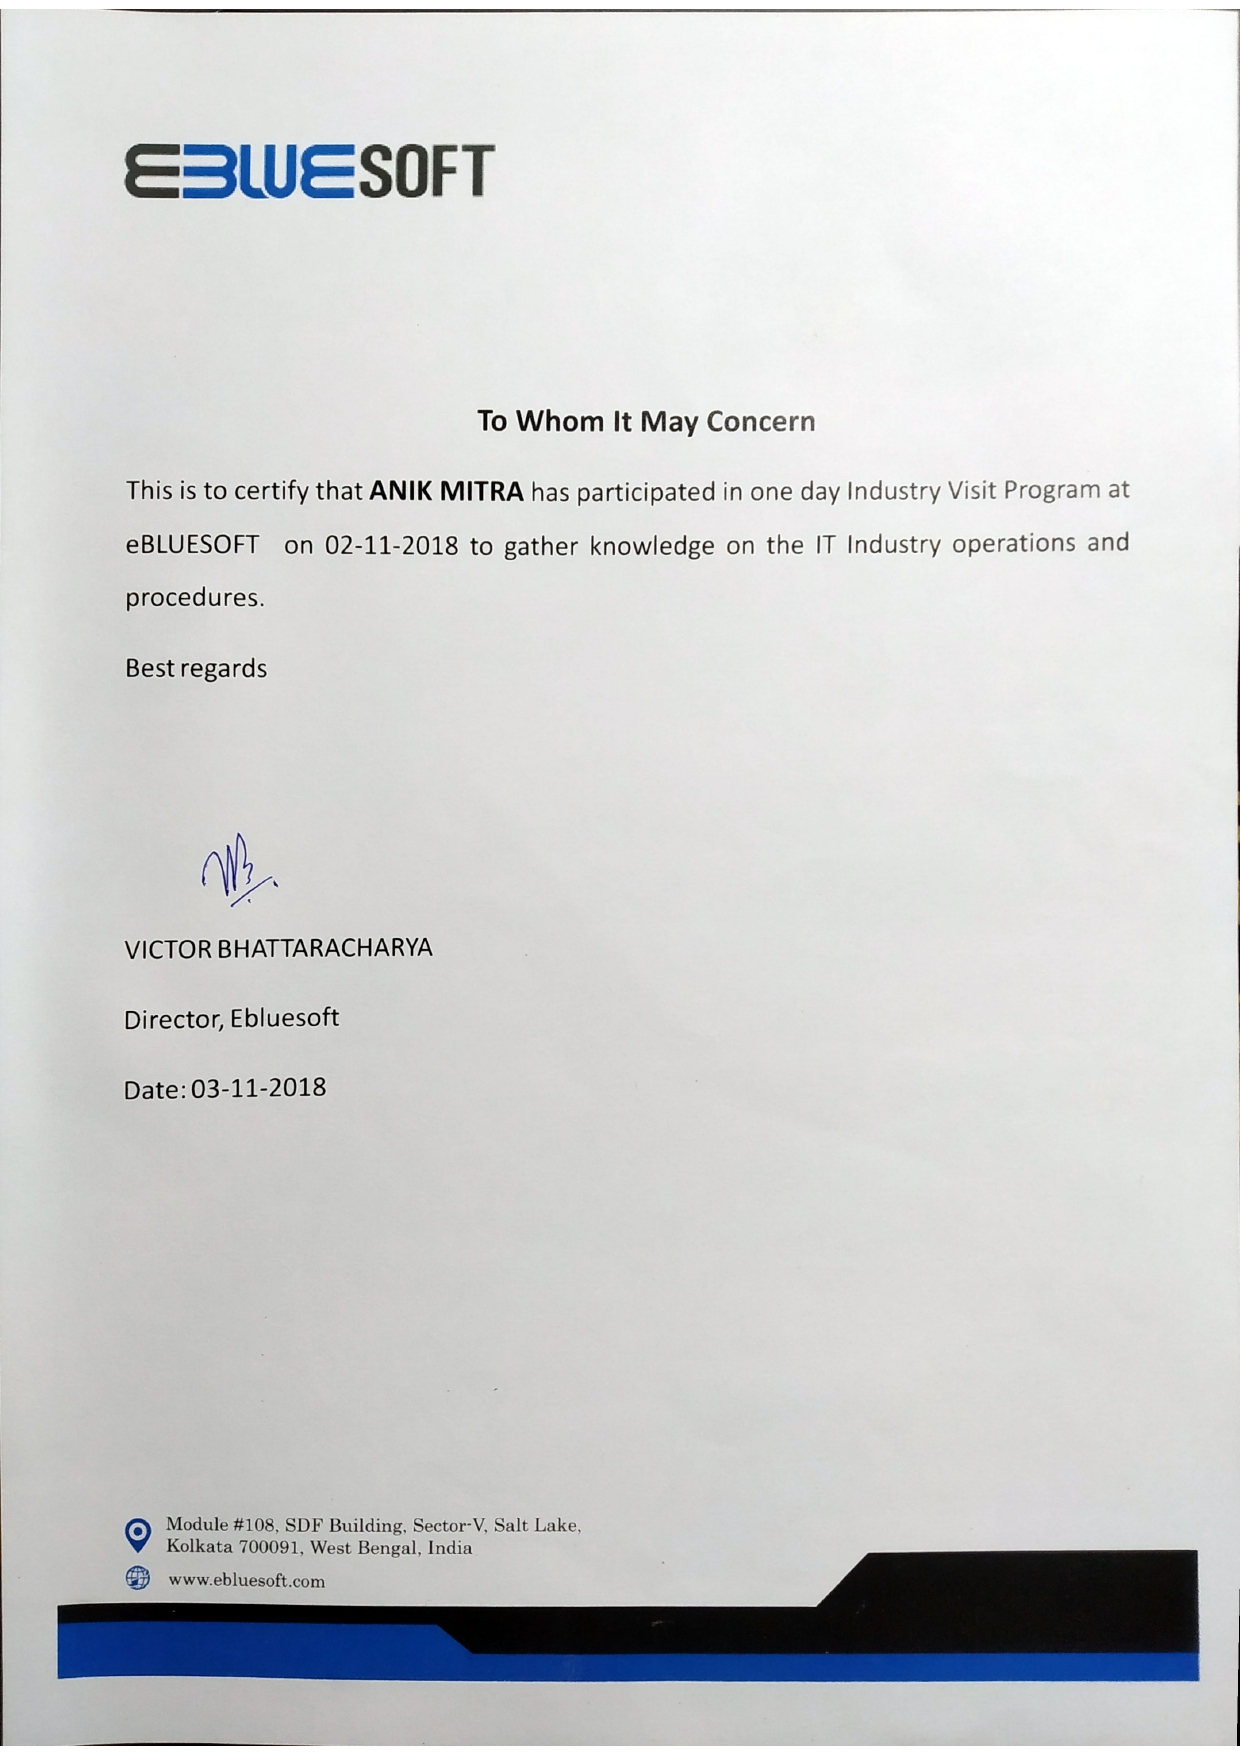 EBLUESOFT
To Whom It May Concern
This is to certify that ANIK MITRA has participated in one day Industry Visit Program at
eBLUESOFT on 02-11-2018 to gather knowledge on the IT Industry operations and
procedures.
Best regards
VB.
VICTOR BHATTARACHARYA
Director, Ebluesoft
Date: 03-11-2018
Module #108, SDF Building, Sector-V, Salt Lake,
Kolkata 700091, West Bengal, India
www.ebluesoft.com